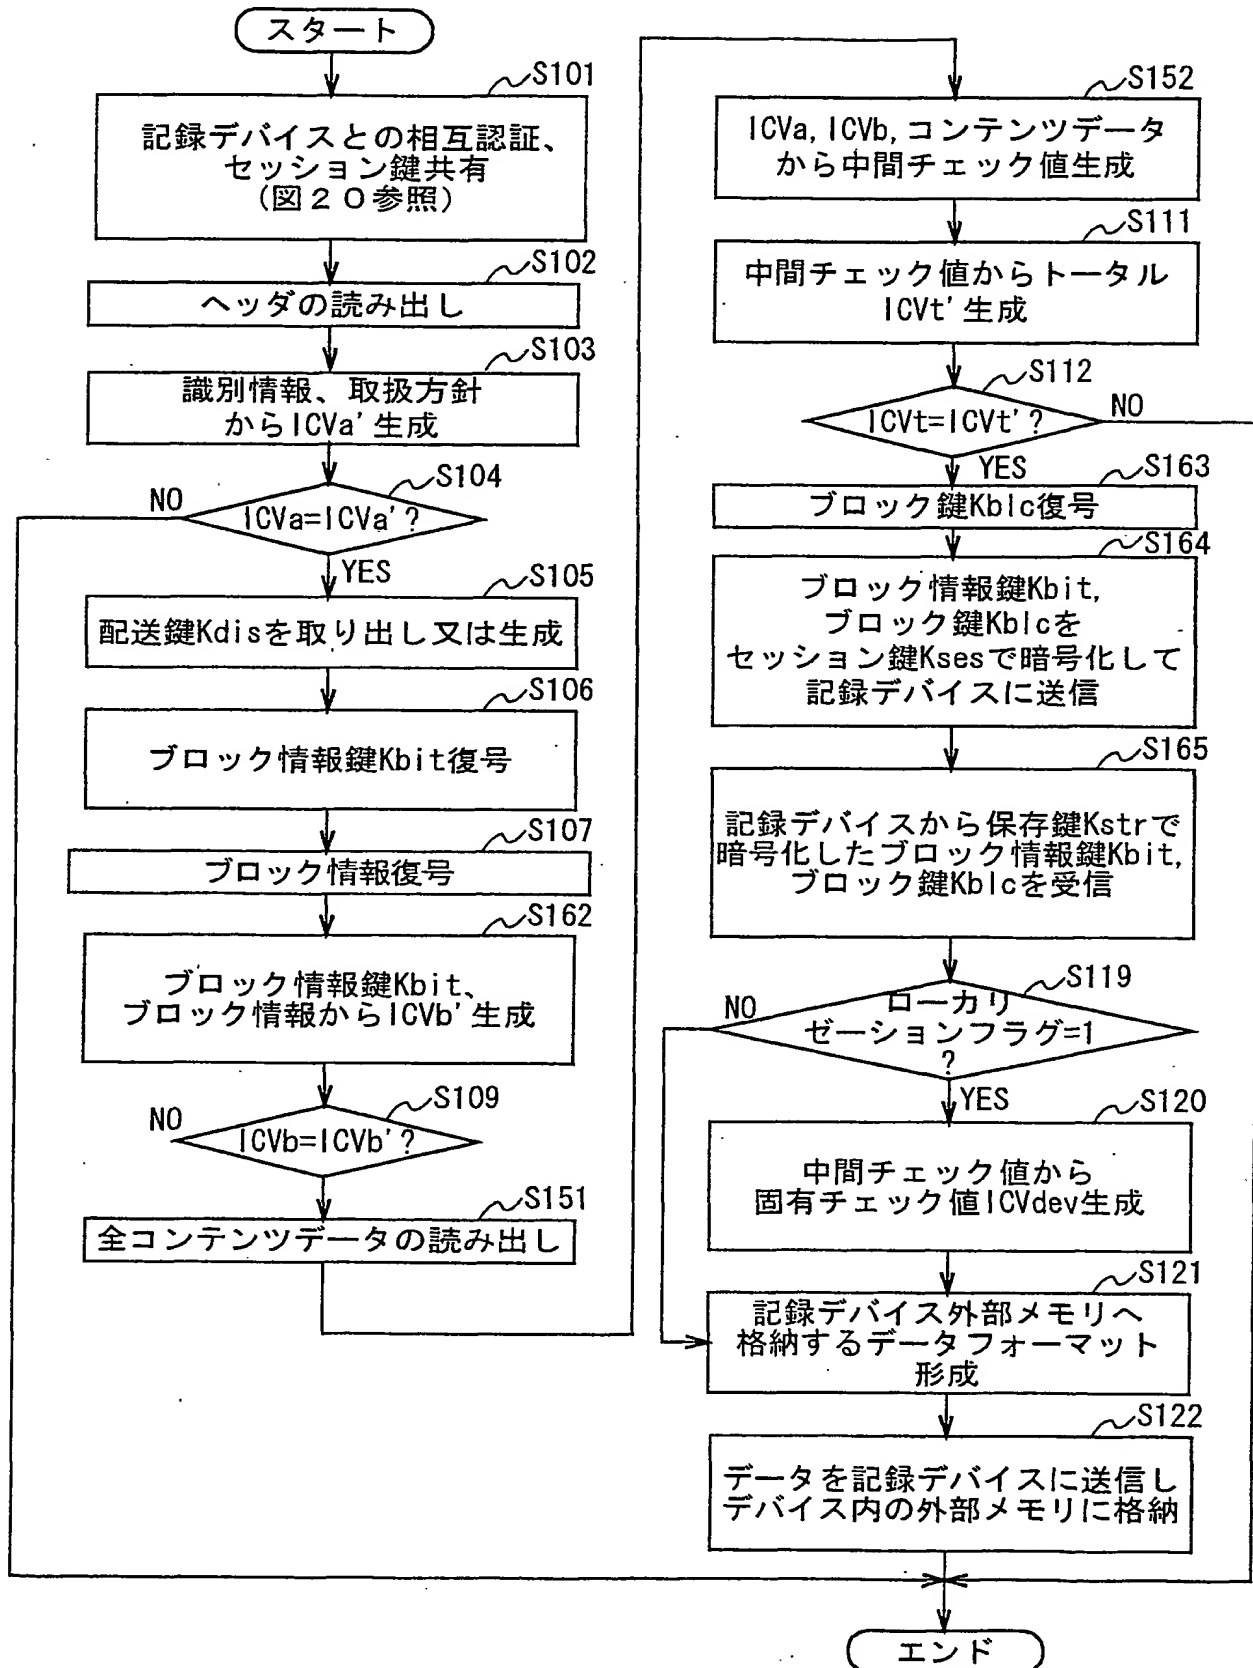 スタート
S101
記録デバイスとの相互認証、
セッション鍵共有
(図20参照)
S102
ヘッダの読み出し
S103
識別情報、取扱方針
からICVa'生成
S104
NO
ICVa=ICVa'?
YES
S105
配送鍵Kdisを取り出し又は生成
S106
ブロック情報鍵Kbit復号
S107
ブロック情報復号
S162
ブロック情報鍵Kbit、
ブロック情報からICVb'生成
S109
NO
ICVb=ICVb'?
S151
全コンテンツデータの読み出し
S152
ICVa,ICVb,コンテンツデータ
から中間チェック値生成
S111
中間チェック値からトータル
ICVt'生成
S112
NO
ICVt=ICVt'?
YES
S163
ブロック鍵Kblc復号
S164
ブロック情報鍵Kbit,
ブロック鍵Kblcを
セッション鍵Ksesで暗号化して
記録デバイスに送信
S165
記録デバイスから保存鍵Kstrで
暗号化したブロック情報鍵Kbit,
ブロック鍵Kblcを受信
S119
NO
ローカリ
ゼーションフラグ=1
?
YES
S120
中間チェック値から
固有チェック値ICVdev生成
S121
記録デバイス外部メモリへ
格納するデータフォーマット
形成
S122
データを記録デバイスに送信し
デバイス内の外部メモリに格納
エンド